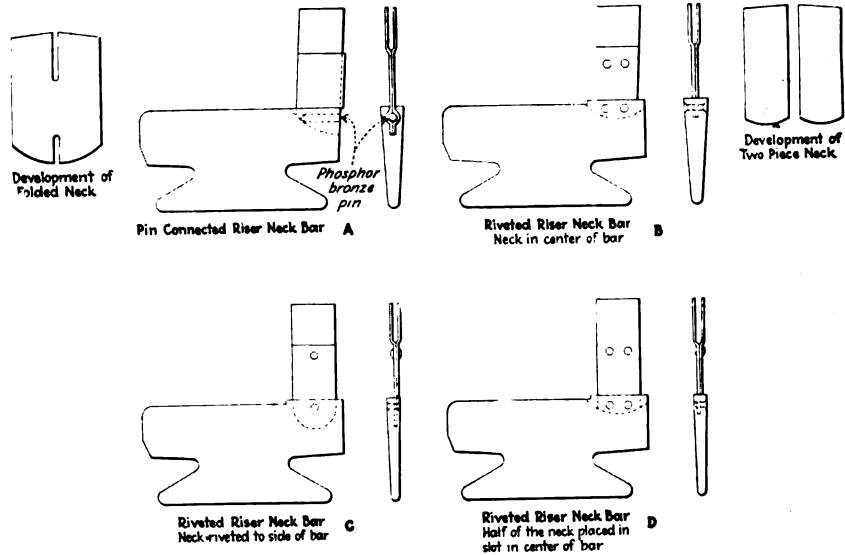 Development of
Folded Neck
Phosphor
bronze
pin
Pin Connected Riser Neck Bar A
Riveted Riser Neck Bar B
Neck in center of bar
Development of
Two Piece Neck
Riveted Riser Neck Bar C
Neck riveted to side of bar
Riveted Riser Neck Bar D
Half of the neck placed in
slot in center of bar